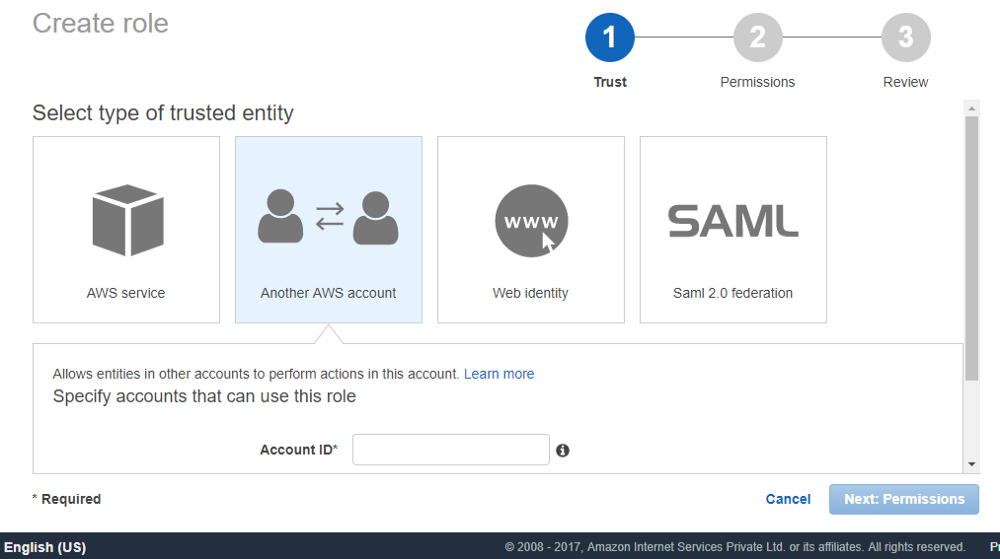 Create role
1
2
3
Trust
Permissions
Review
Select type of trusted entity
www
SAML
AWS service
Another AWS account
Web identity
Saml 2.0 federation
Allows entities in other accounts to perform actions in this account. Learn more
Specify accounts that can use this role
Account ID*
* Required
Cancel
Next: Permissions
English (US)
© 2008 - 2017, Amazon Internet Services Private Ltd. or its affiliates. All rights reserved.